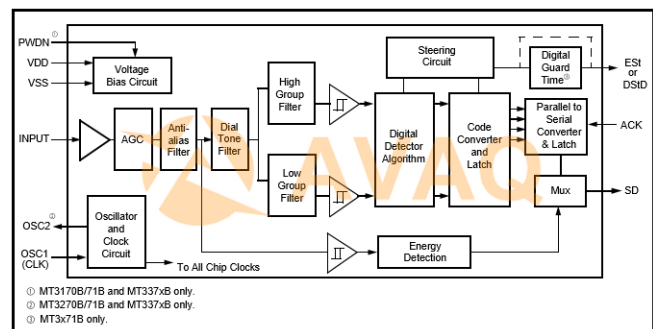 PWDN ①
VDD
VSS
Voltage
Bias Circuit
Steering
Circuit
Digital
Guard
Time③
ESt
or
DStD
High
Group
Filter
INPUT
AGC
Anti-
alias
Filter
Dial
Tone
Filter
Digital
Detector
Algorithm
Code
Converter
and
Latch
Parallel to
Serial
Converter
& Latch
ACK
Low
Group
Filter
Mux
SD
②
OSC2
OSC1
(CLK)
Oscillator
and
Clock
Circuit
To All Chip Clocks
Energy
Detection
AVAQ
① MT3170B/71B and MT337xB only.
② MT3270B/71B and MT337xB only.
③ MT3x71B only.